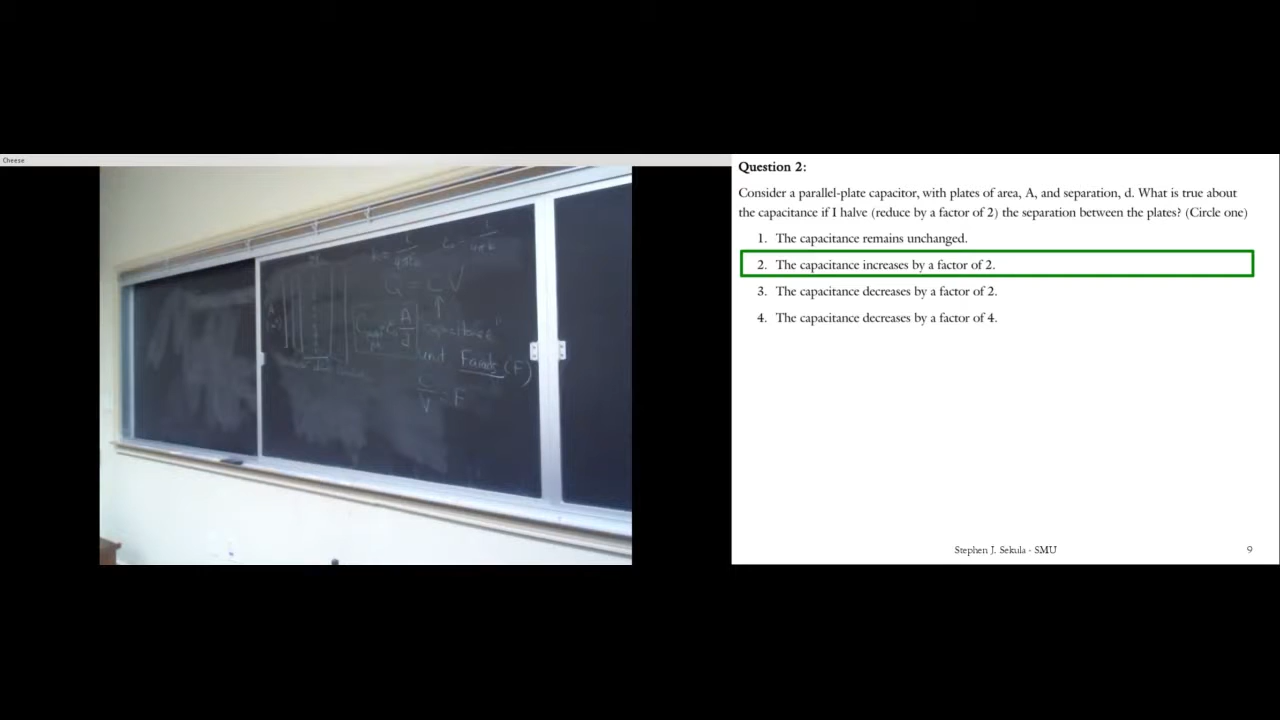 Cheese
Q = CV
A
d
capacitance"
unit Farads (F)
C
V = F
Question 2:
Consider a parallel-plate capacitor, with plates of area, A, and separation, d. What is true about
the capacitance if I halve (reduce by a factor of 2) the separation between the plates? (Circle one)
1. The capacitance remains unchanged.
2. The capacitance increases by a factor of 2.
3. The capacitance decreases by a factor of 2.
4. The capacitance decreases by a factor of 4.
Stephen J. Sekula - SMU 9